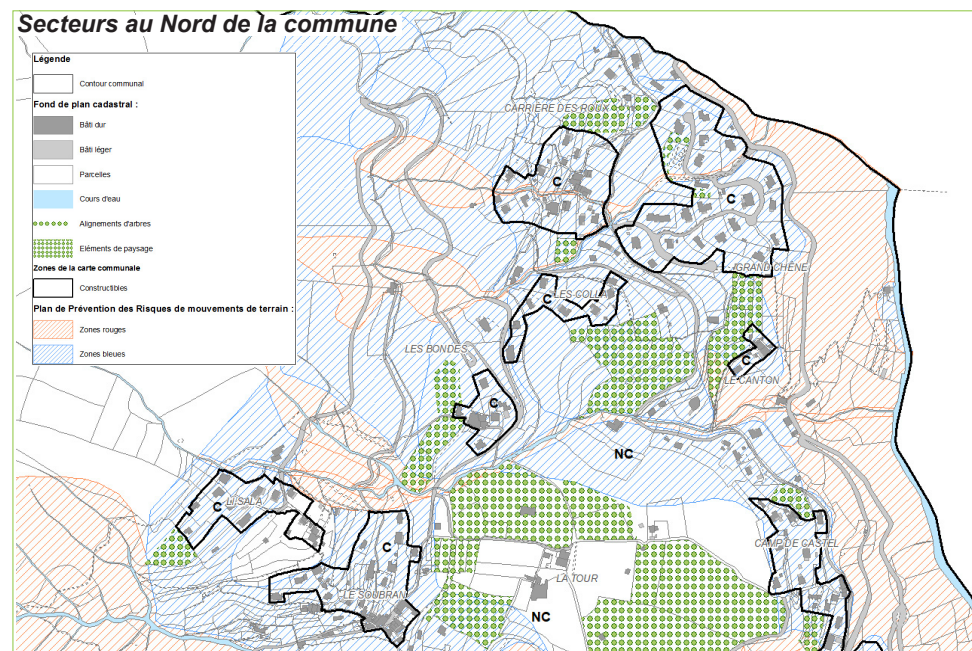 Secteurs au Nord de la commune
Légende
Contour communal
Fond de plan cadastral :
Bâti dur
Bâti léger
Parcelles
Cours d'eau
Alignements d'arbres
Eléments de paysage
Zones de la carte communale
Constructibles
Plan de Prévention des Risques de mouvements de terrain :
Zones rouges
Zones bleues
CARRIÈRE DES ROUX
C
C
GRAND CHÊNE
LES COLLA
C
LES BONDES
C
LE CANTON
C
NC
LI SALA
C
C
CAMP DE CASTEL
C
LA TOUR
LE SOUBRAN
NC